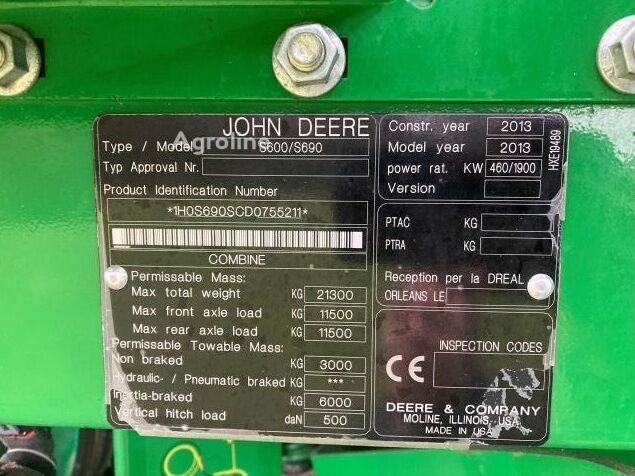 JOHN DEERE
Type / Model S600/S690
Typ Approval Nr.
Product Identification Number
*1H0S690SCD0755211*
COMBINE
Permissable Mass:
Max total weight KG 21300
Max front axle load KG 11500
Max rear axle load KG 11500
Permissable Towable Mass:
Non braked KG 3000
Hydraulic- / Pneumatic braked KG ***
Inertia-braked KG 6000
Vertical hitch load daN 500
Constr. year 2013
Model year 2013
power rat. KW 460/1900
Version
PTAC KG
PTRA KG
Reception per la DREAL
ORLEANS LE
INSPECTION CODES
CE
DEERE & COMPANY
MOLINE, ILLINOIS, USA
MADE IN USA
HXE19489
Agroline